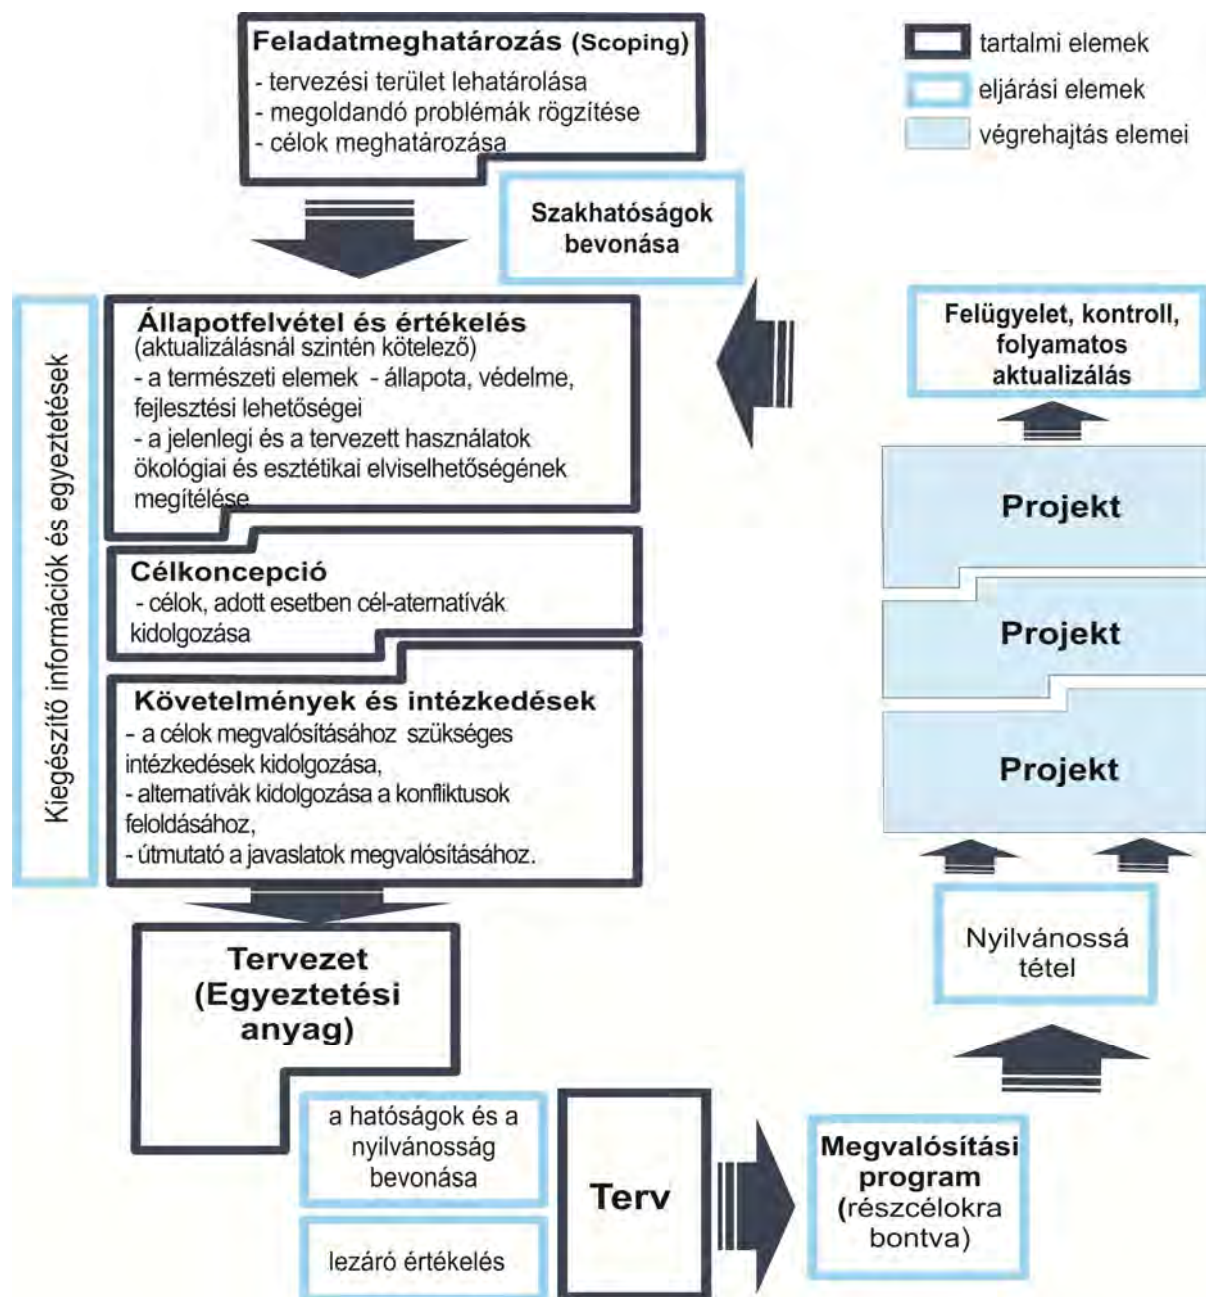 Feladatmeghatározás (Scoping)
- tervezési terület lehatárolása
- megoldandó problémák rögzítése
- célok meghatározása
tartalmi elemek
eljárási elemek
végrehajtás elemei
Szakhatóságok
bevonása
Kiegészítő információk és egyeztetések
Állapotfelvétel és értékelés
(aktualizálásnál szintén kötelező)
- a természeti elemek - állapota, védelme,
fejlesztési lehetőségei
- a jelenlegi és a tervezett használatok
ökológiai és esztétikai elviselhetőségének
megítélése
Célkoncepció
- célok, adott esetben cél-aternatívák
kidolgozása
Követelmények és intézkedések
- a célok megvalósításához szükséges
intézkedések kidolgozása,
- alternatívák kidolgozása a konfliktusok
feloldásához,
- útmutató a javaslatok megvalósításához.
Tervezet
(Egyeztetési
anyag)
a hatóságok és a
nyilvánosság
bevonása
lezáró értékelés
Terv
Megvalósítási
program
(részcélokra
bontva)
Nyilvánossá
tétel
Projekt
Projekt
Projekt
Felügyelet, kontroll,
folyamatos
aktualizálás